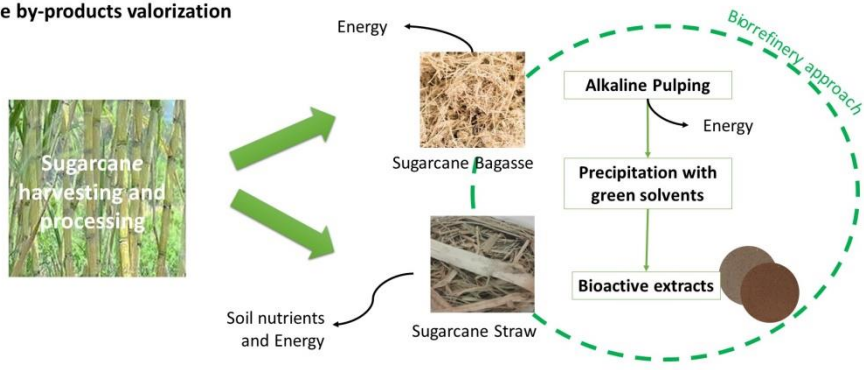 e by-products valorization
Energy
Biorrefinery approach
Sugarcane
harvesting and
processing
Sugarcane Bagasse
Alkaline Pulping
Energy
Precipitation with
green solvents
Bioactive extracts
Soil nutrients
and Energy
Sugarcane Straw